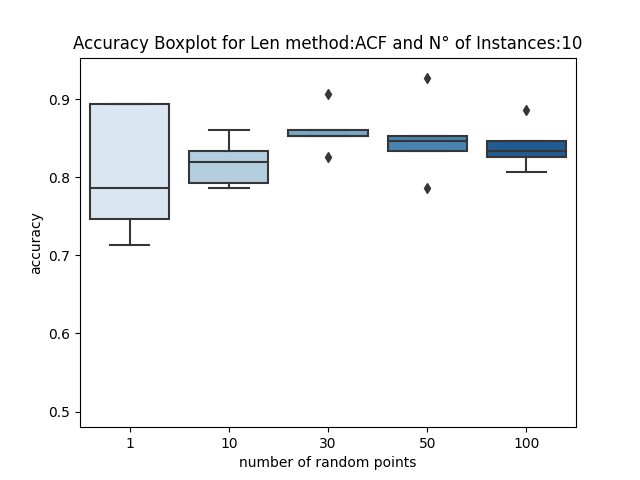 Accuracy Boxplot for Len method:ACF and N° of Instances:10
accuracy
0.9
0.8
0.7
0.6
0.5
1 10 30 50 100
number of random points